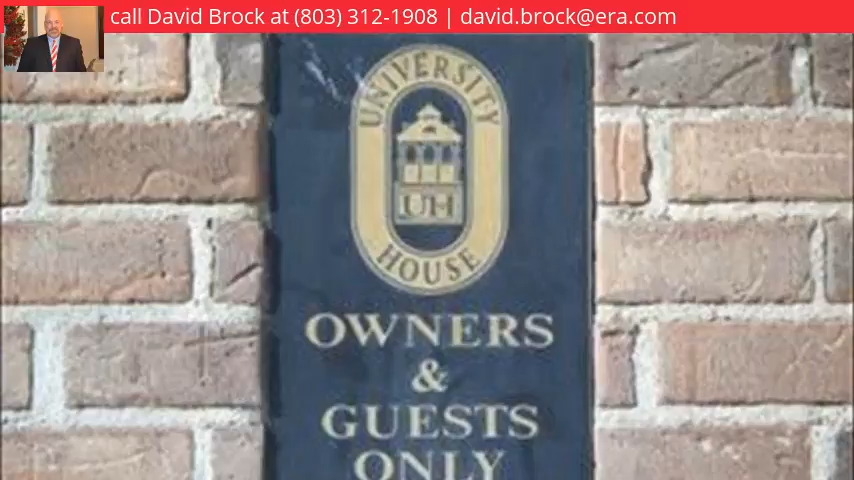 call David Brock at (803) 312-1908 | david.brock@era.com
UNIVERSITY
UH
HOUSE
OWNERS
&
GUESTS
ONLY